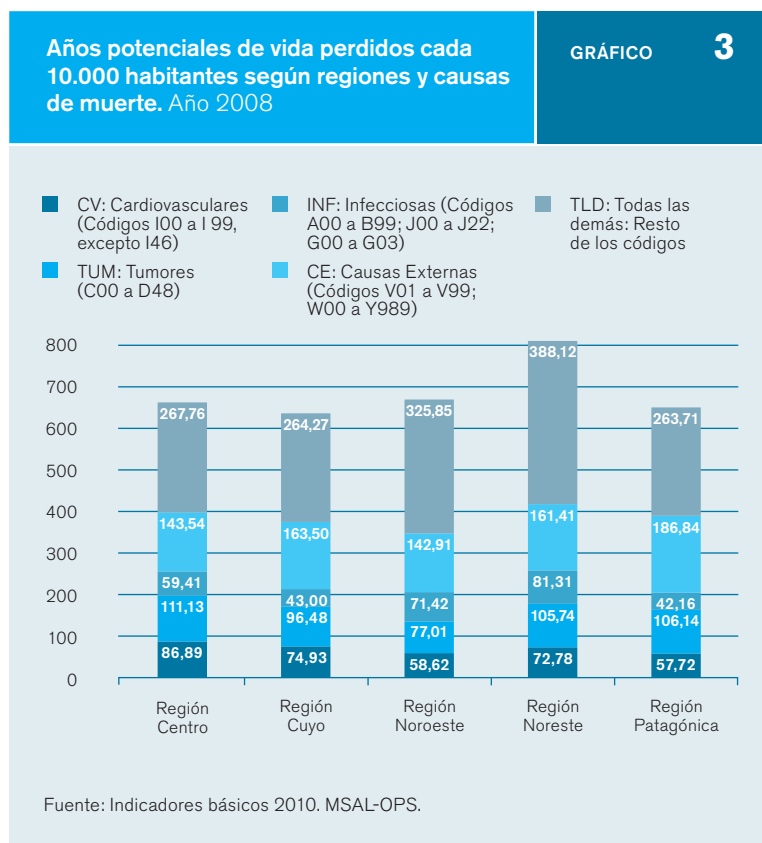 Años potenciales de vida perdidos cada
10.000 habitantes según regiones y causas
de muerte. Año 2008
GRÁFICO 3
CV: Cardiovasculares
(Códigos I00 a I 99,
excepto I46)
TUM: Tumores
(C00 a D48)
INF: Infecciosas (Códigos
A00 a B99; J00 a J22;
G00 a G03)
CE: Causas Externas
(Códigos V01 a V99;
W00 a Y989)
TLD: Todas las
demás: Resto
de los códigos
800
700
600
500
400
300
200
100
0
267,76
143,54
59,41
111,13
86,89
264,27
163,50
43,00
96,48
74,93
325,85
142,91
71,42
77,01
58,62
388,12
161,41
81,31
105,74
72,78
263,71
186,84
42,16
106,14
57,72
Región
Centro
Región
Cuyo
Región
Noroeste
Región
Noreste
Región
Patagónica
Fuente: Indicadores básicos 2010. MSAL-OPS.